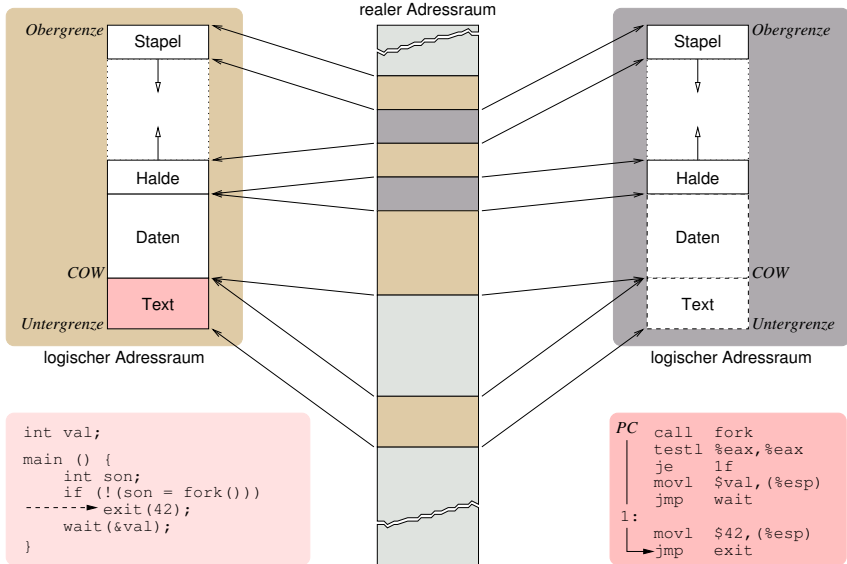 realer Adressraum
Obergrenze
Stapel
Halde
Daten
COW
Text
Untergrenze
logischer Adressraum
Stapel
Obergrenze
Halde
Daten
COW
Text
Untergrenze
logischer Adressraum
int val;
main () {
int son;
if (!(son = fork()))
exit(42);
wait(&val);
}
PC
call fork
testl %eax,%eax
je 1f
movl $val,(%esp)
jmp wait
1:
movl $42,(%esp)
jmp exit